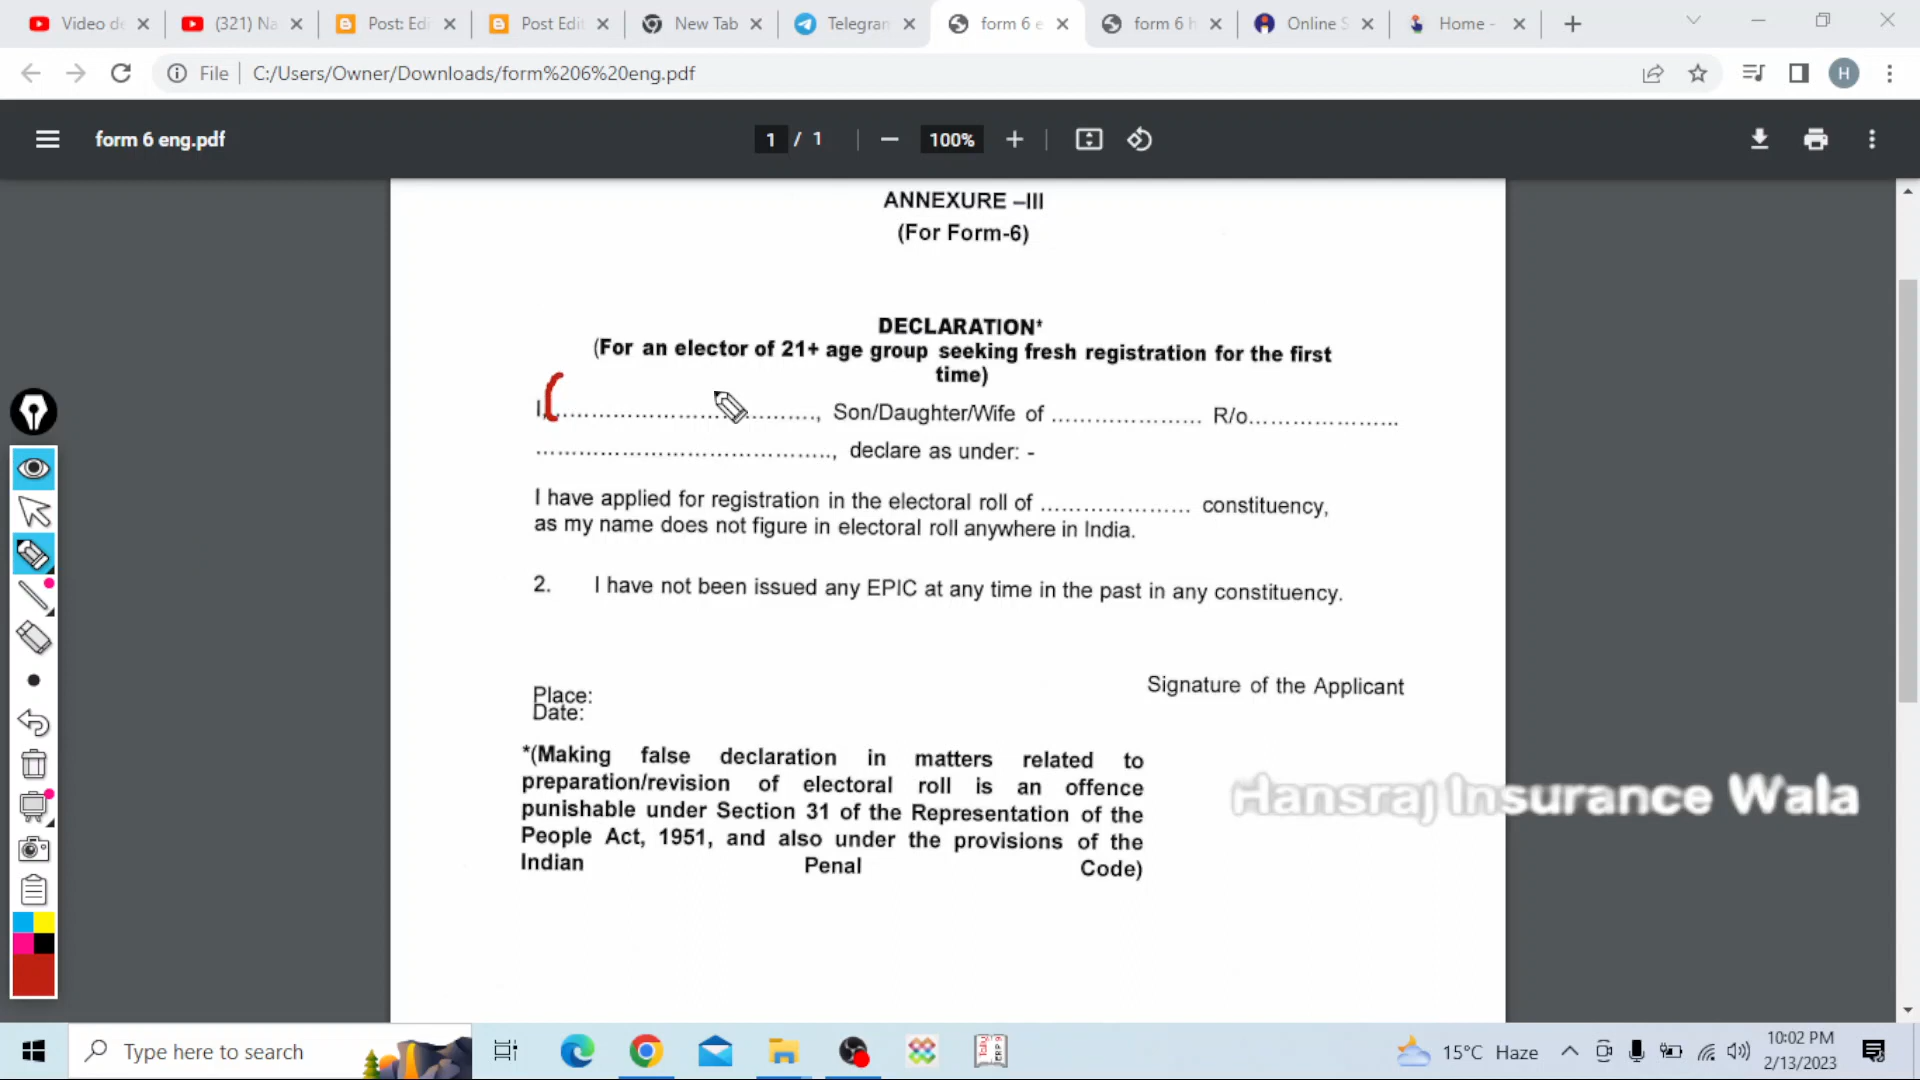 Video de
(321) Na
Post: Edi
Post Edit
New Tab
Telegram
form 6 e
form 6 h
Online S
Home -
File
C:/Users/Owner/Downloads/form%206%20eng.pdf
H
form 6 eng.pdf
1 / 1
100%
ANNEXURE –III
(For Form-6)
DECLARATION*
(For an elector of 21+ age group seeking fresh registration for the first
time)
I,…………………………………, Son/Daughter/Wife of ………………… R/o………………...
………………………………….., declare as under: -
I have applied for registration in the electoral roll of ………………… constituency,
as my name does not figure in electoral roll anywhere in India.
2. I have not been issued any EPIC at any time in the past in any constituency.
Signature of the Applicant
Place:
Date:
*(Making false declaration in matters related to
preparation/revision of electoral roll is an offence
punishable under Section 31 of the Representation of the
People Act, 1951, and also under the provisions of the
Indian Penal Code)
Hansraj Insurance Wala
Type here to search
Tally
ERP 9
15°C Haze
10:02 PM
2/13/2023